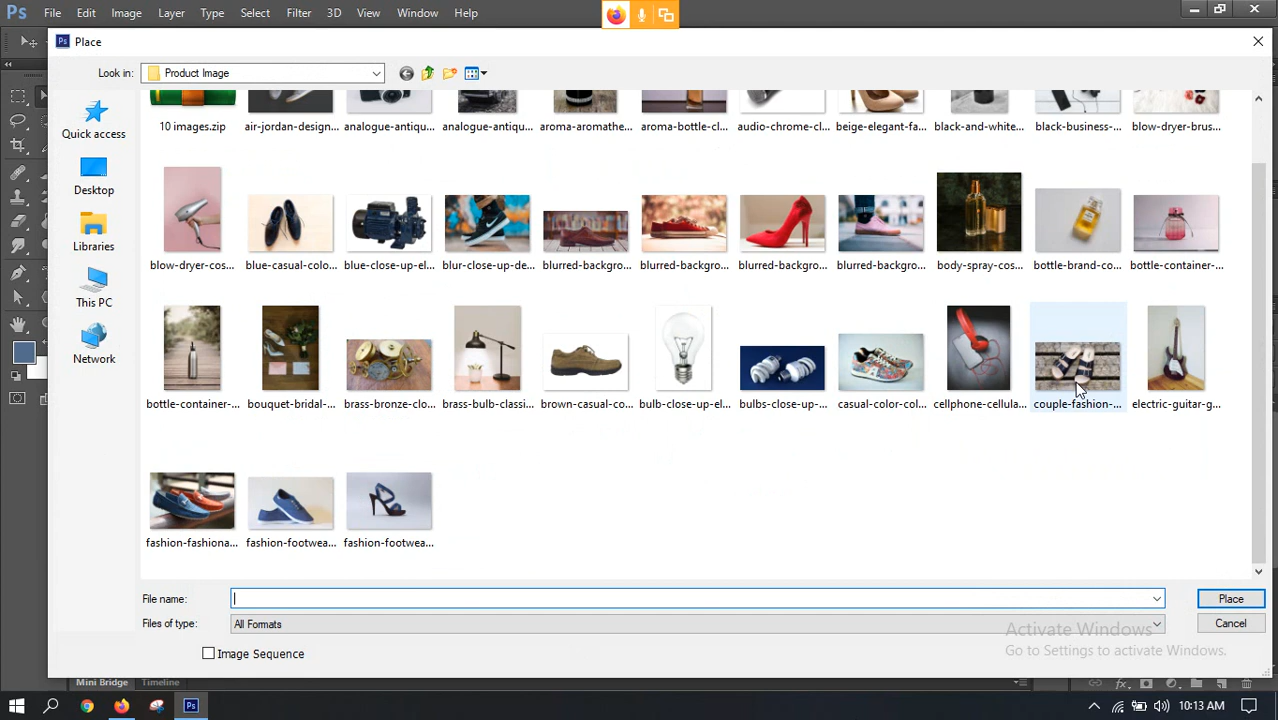 Ps File Edit Image Layer Type Select Filter 3D View Window Help
Ps Place
Look in: Product Image
10 images.zip air-jordan-design... analogue-antiqu... analogue-antiqu... aroma-aromathe... aroma-bottle-cl... audio-chrome-cl... beige-elegant-fa... black-and-white... black-business-... blow-dryer-brus...
Quick access
Desktop
Libraries
This PC
Network
blow-dryer-cos... blue-casual-colo... blue-close-up-el... blur-close-up-de... blurred-backgro... blurred-backgro... blurred-backgro... blurred-backgro... body-spray-cos... bottle-brand-co... bottle-container-...
bottle-container-... bouquet-bridal-... brass-bronze-clo... brass-bulb-classi... brown-casual-co... bulb-close-up-el... bulbs-close-up-... casual-color-col... cellphone-cellula... couple-fashion-... electric-guitar-g...
fashion-fashiona... fashion-footwea... fashion-footwea...
File name: Place
Files of type: All Formats Cancel
Image Sequence
Activate Windows
Go to Settings to activate Windows.
Mini Bridge Timeline
Ps 10:13 AM